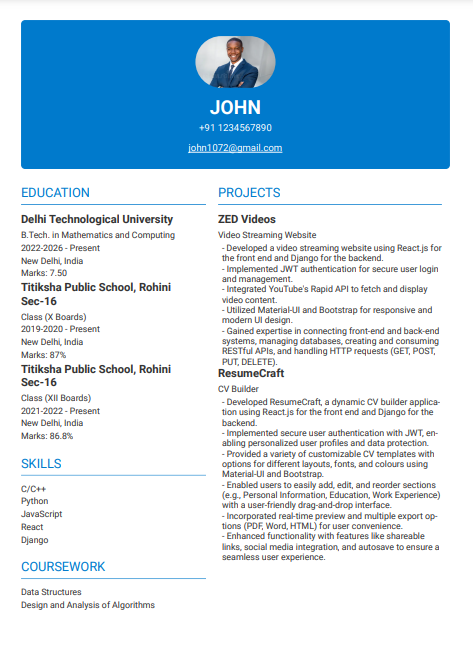 JOHN
+91 1234567890
john1072@gmail.com
EDUCATION
Delhi Technological University
B.Tech. in Mathematics and Computing
2022-2026 - Present
New Delhi, India
Marks: 7.50
Titiksha Public School, Rohini
Sec-16
Class (X Boards)
2019-2020 - Present
New Delhi, India
Marks: 87%
Titiksha Public School, Rohini
Sec-16
Class (XII Boards)
2021-2022 - Present
New Delhi, India
Marks: 86.8%
SKILLS
C/C++
Python
JavaScript
React
Django
COURSEWORK
Data Structures
Design and Analysis of Algorithms
PROJECTS
ZED Videos
Video Streaming Website
- Developed a video streaming website using React.js for
the front end and Django for the backend.
- Implemented JWT authentication for secure user login
and management.
- Integrated YouTube's Rapid API to fetch and display
video content.
- Utilized Material-UI and Bootstrap for responsive and
modern UI design.
- Gained expertise in connecting front-end and back-end
systems, managing databases, creating and consuming
RESTful APIs, and handling HTTP requests (GET, POST,
PUT, DELETE).
ResumeCraft
CV Builder
- Developed ResumeCraft, a dynamic CV builder applica-
tion using React.js for the front end and Django for the
backend.
- Implemented secure user authentication with JWT, en-
abling personalized user profiles and data protection.
- Provided a variety of customizable CV templates with
options for different layouts, fonts, and colours using
Material-UI and Bootstrap.
- Enabled users to easily add, edit, and reorder sections
(e.g., Personal Information, Education, Work Experience)
with a user-friendly drag-and-drop interface.
- Incorporated real-time preview and multiple export op-
tions (PDF, Word, HTML) for user convenience.
- Enhanced functionality with features like shareable
links, social media integration, and autosave to ensure a
seamless user experience.